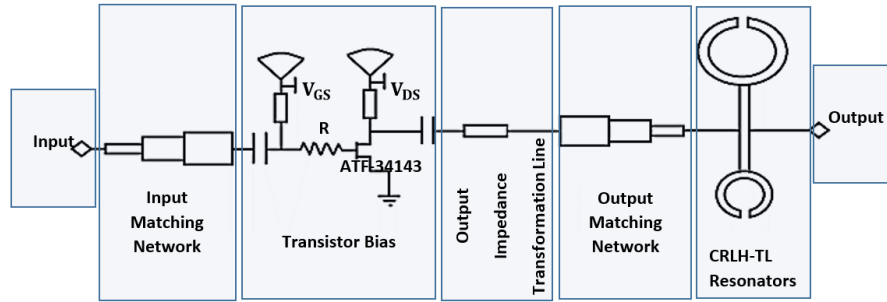 Input
Input
Matching
Network
V_GS
V_DS
R
ATF-34143
Transistor Bias
Output
Impedance
Transformation Line
Output
Matching
Network
CRLH-TL
Resonators
Output